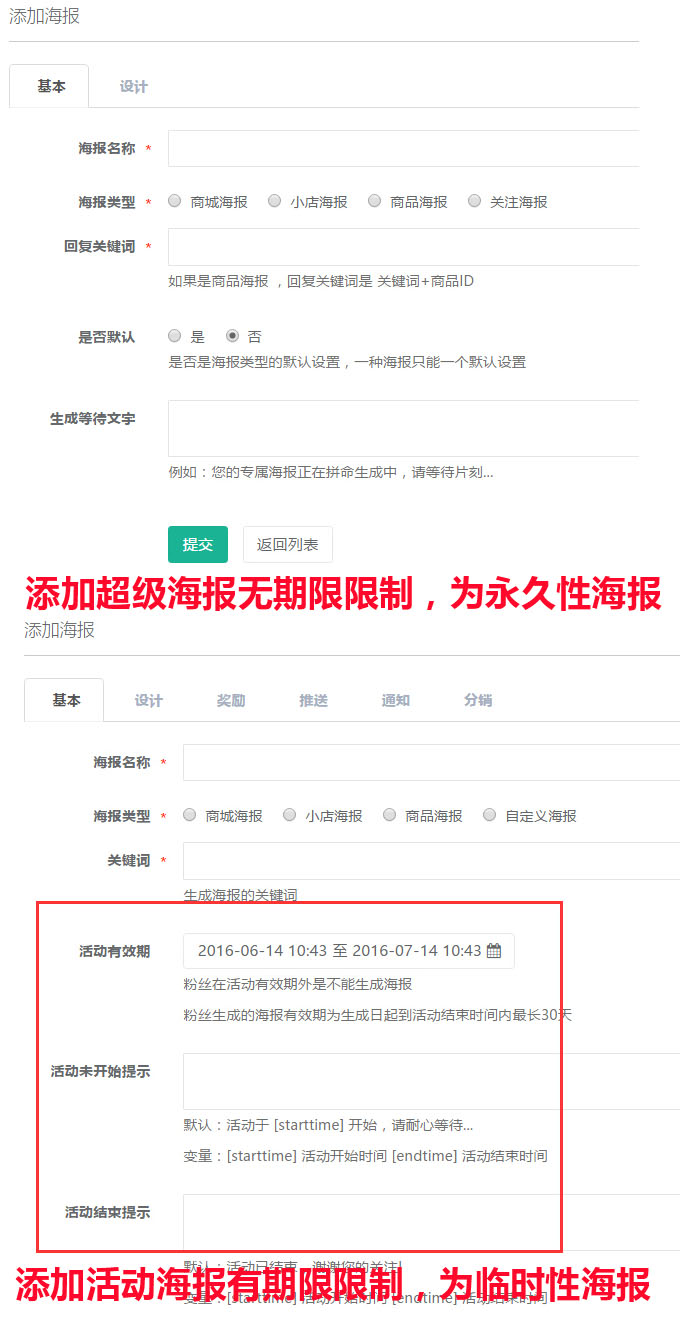 添加海报
基本 设计
海报名称 *
海报类型 * 商城海报 小店海报 商品海报 关注海报
回复关键词 *
如果是商品海报 ，回复关键词是 关键词+商品ID
是否默认 是 否
是否是海报类型的默认设置，一种海报只能一个默认设置
生成等待文字
例如：您的专属海报正在拼命生成中，请等待片刻...
提交 返回列表
添加超级海报无期限限制，为永久性海报
添加海报
基本 设计 奖励 推送 通知 分销
海报名称 *
海报类型 * 商城海报 小店海报 商品海报 自定义海报
关键词 *
生成海报的关键词
活动有效期 2016-06-14 10:43 至 2016-07-14 10:43
粉丝在活动有效期外是不能生成海报
粉丝生成的海报有效期为生成日起到活动结束时间内最长30天
活动未开始提示
默认：活动于 [starttime] 开始，请耐心等待...
变量：[starttime] 活动开始时间 [endtime] 活动结束时间
活动结束提示
默认：活动已结束，谢谢您的关注!
添加活动海报有期限限制，为临时性海报
变量：[starttime] 活动开始时间 [endtime] 活动结束时间